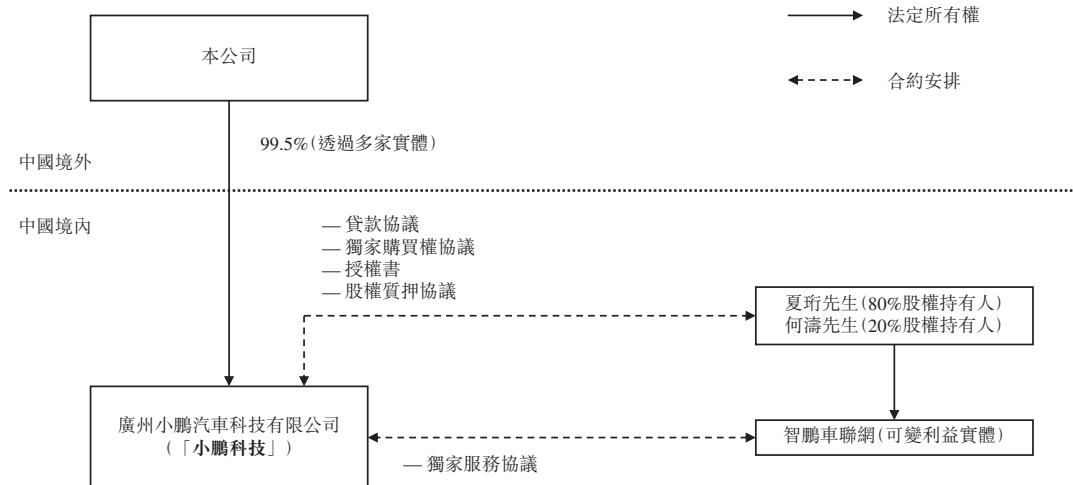 法定所有權
本公司
合約安排
99.5%(透過多家實體)
中國境外
中國境內
— 貸款協議
— 獨家購買權協議
— 授權書
— 股權質押協議
夏珩先生(80%股權持有人)
何濤先生(20%股權持有人)
廣州小鵬汽車科技有限公司
(「小鵬科技」)
智鵬車聯網(可變利益實體)
— 獨家服務協議